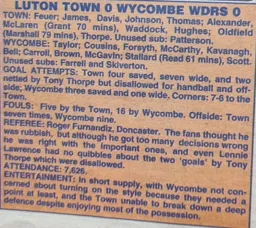 LUTON TOWN 0 WYCOMBE WDRS 0
TOWN: Feuer; James, Davis, Johnson, Thomas; Alexander,
McLaren (Grant 70 mins), Waddock, Hughes; Oldfield
(Marshall 79 mins), Thorpe. Unused sub: Patterson.
WYCOMBE: Taylor; Cousins, Forsyth, McCarthy, Kavanagh,
Bell; Carroll, Brown, McGavin; Stallard (Read 61 mins), Scott.
Unused subs: Farrell and Skiverton.
GOAL ATTEMPTS: Town four saved, seven wide, and two
netted by Tony Thorpe but disallowed for handball and off-
side; Wycombe three saved and one wide. Corners: 7-6 to the
Town.
FOULS: Five by the Town, 16 by Wycombe. Offside: Town
seven times, Wycombe nine.
REFEREE: Roger Furnandiz, Doncaster. The fans thought he
was rubbish, but although he got too many decisions wrong
he was right with the important ones, and even Lennie
Lawrence had no quibbles about the two 'goals' by Tony
Thorpe which were disallowed.
ATTENDANCE: 7,626.
ENTERTAINMENT: In short supply, with Wycombe not con-
cerned about turning on the style because they needed a
point at least, and the Town unable to break down a deep
defence despite enjoying most of the possession.